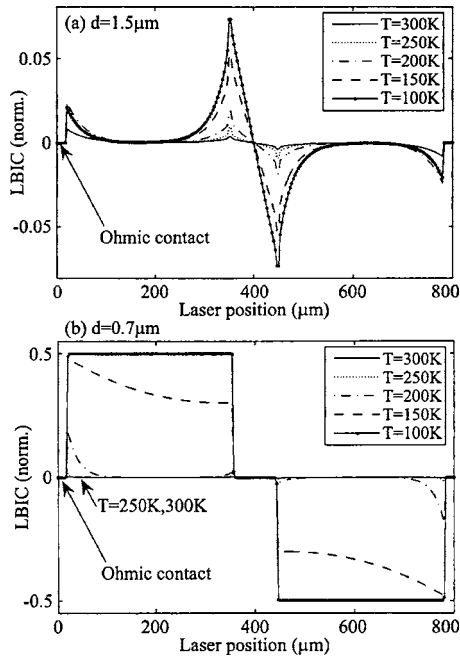 (a) d=1.5μm
T=300K
T=250K
T=200K
T=150K
T=100K
0.05
0
-0.05
LBIC (norm.)
Ohmic contact
0 200 400 600 800
Laser position (μm)
(b) d=0.7μm
T=300K
T=250K
T=200K
T=150K
T=100K
0.5
0
-0.5
LBIC (norm.)
T=250K,300K
Ohmic contact
0 200 400 600 800
Laser position (μm)